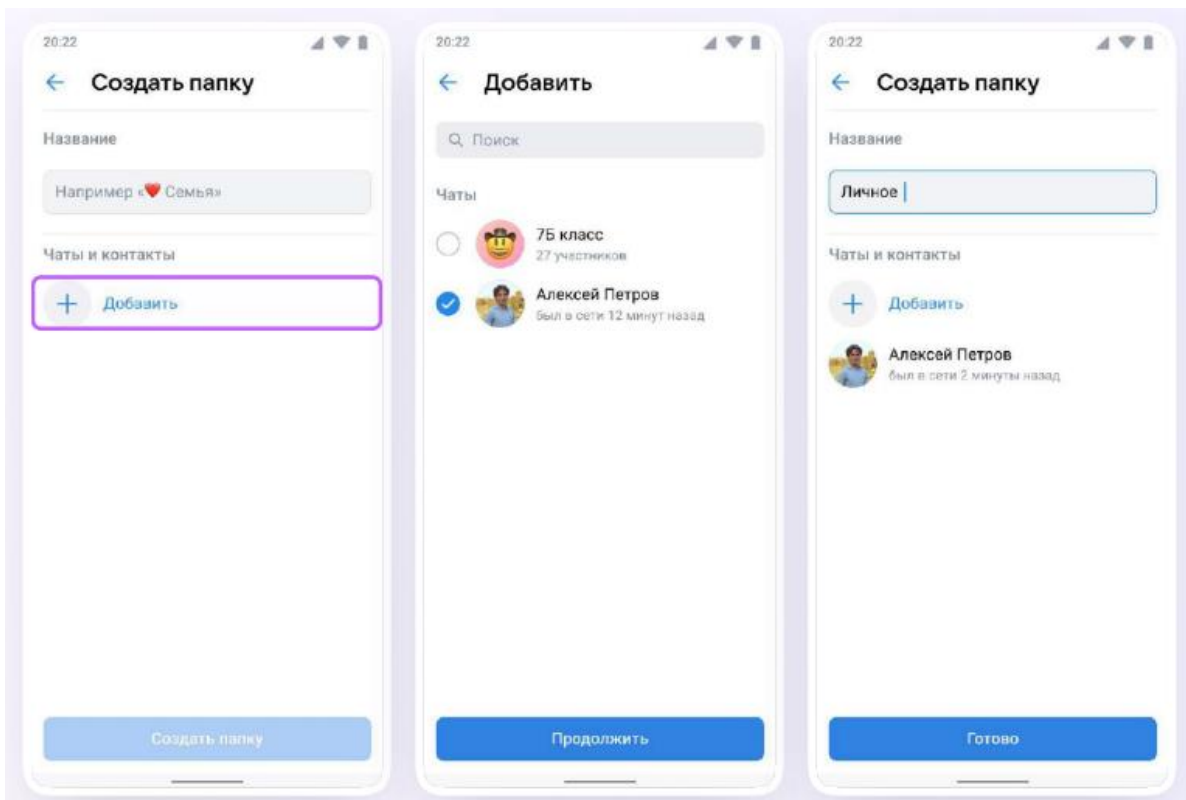 20:22
Создать папку
Название
Например «❤️ Семья»
Чаты и контакты
Добавить
Создать папку
20:22
Добавить
Поиск
Чаты
7Б класс
27 участников
Алексей Петров
был в сети 12 минут назад
Продолжить
20:22
Создать папку
Название
Личное
Чаты и контакты
Добавить
Алексей Петров
был в сети 2 минуты назад
Готово